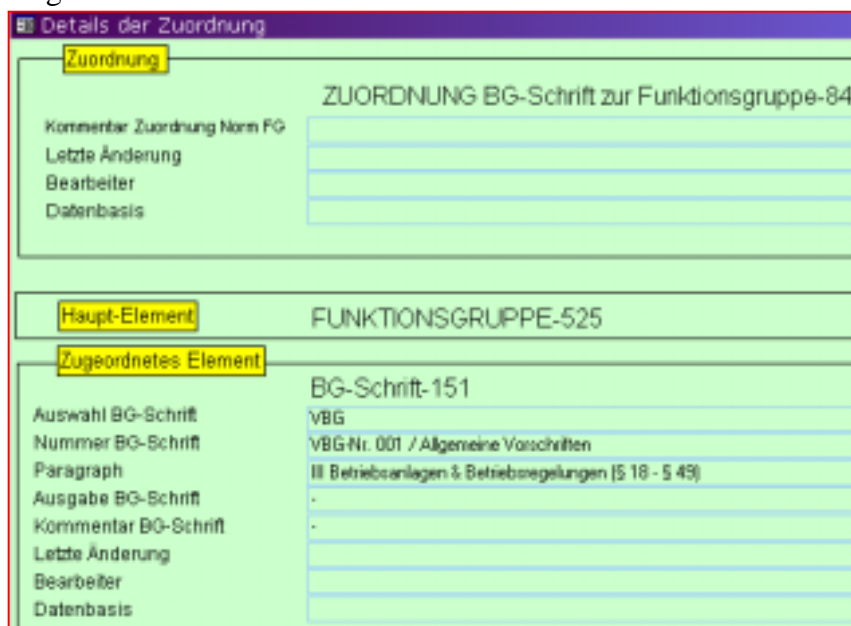 Details der Zuordnung
Zuordnung
ZUORDNUNG BG-Schrift zur Funktionsgruppe-84
Kommentar Zuordnung Norm FG
Letzte Änderung
Bearbeiter
Datenbasis
Haupt-Element FUNKTIONSGRUPPE-525
Zugeordnetes Element
BG-Schrift-151
Auswahl BG-Schrift VBG
Nummer BG-Schrift VBG-Nr. 001 / Allgemeine Vorschriften
Paragraph III Betriebsanlagen & Betriebsregelungen (§ 18 - § 49)
Ausgabe BG-Schrift -
Kommentar BG-Schrift -
Letzte Änderung
Bearbeiter
Datenbasis